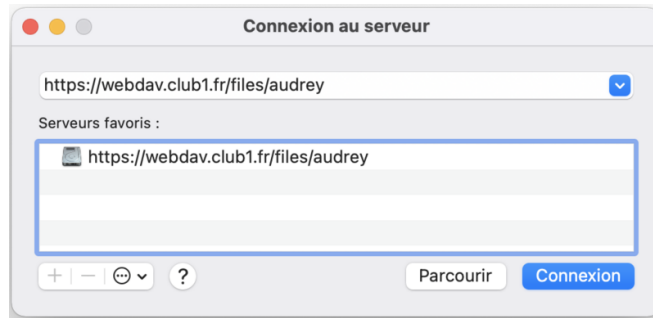 Connexion au serveur
https://webdav.club1.fr/files/audrey
Serveurs favoris :
https://webdav.club1.fr/files/audrey
+ − ?
Parcourir
Connexion